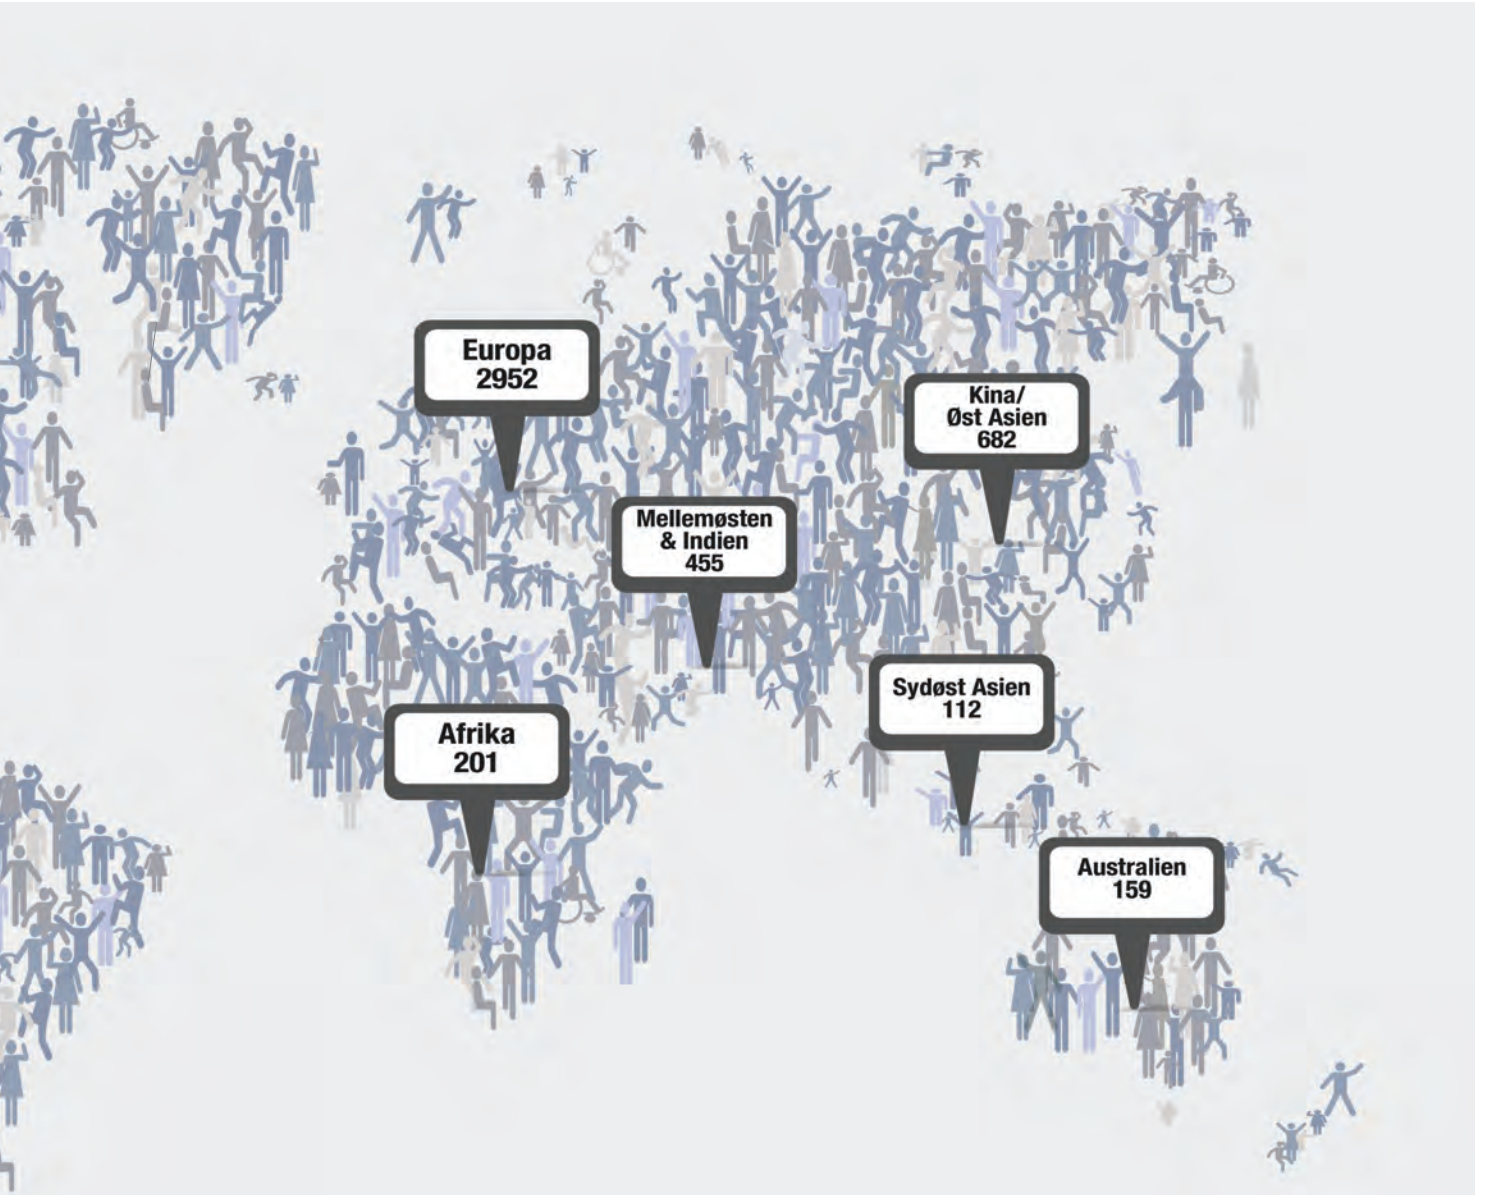 Europa
2952
Kina/
Øst Asien
682
Mellemøsten
& Indien
455
Sydøst Asien
112
Afrika
201
Australien
159